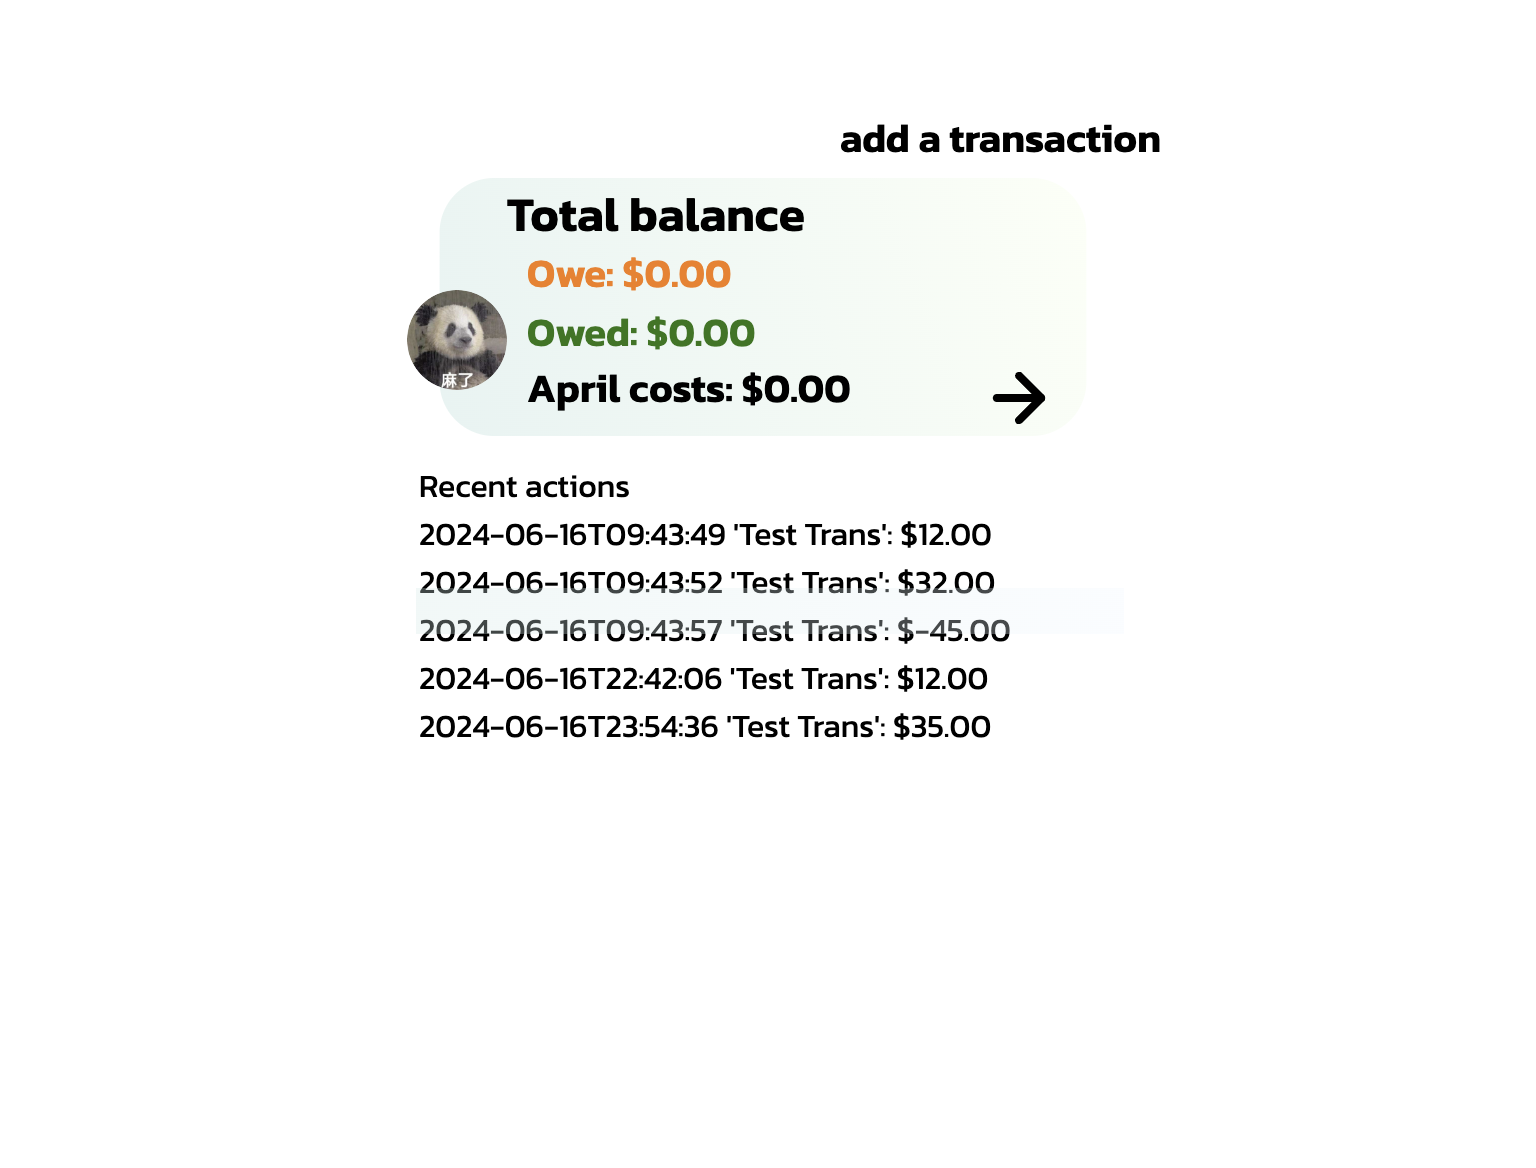 add a transaction
Total balance
Owe: $0.00
Owed: $0.00
麻了
April costs: $0.00
Recent actions
2024-06-16T09:43:49 'Test Trans': $12.00
2024-06-16T09:43:52 'Test Trans': $32.00
2024-06-16T09:43:57 'Test Trans': $-45.00
2024-06-16T22:42:06 'Test Trans': $12.00
2024-06-16T23:54:36 'Test Trans': $35.00